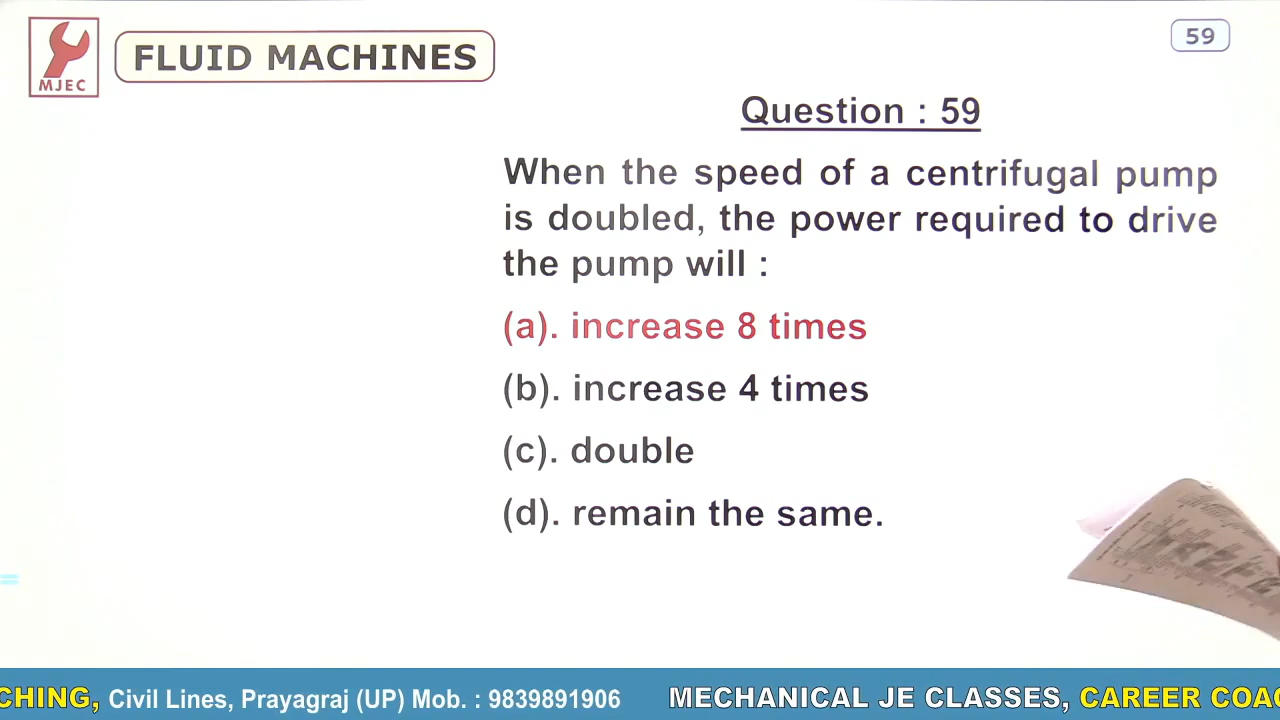 MJEC
FLUID MACHINES
59
Question : 59
When the speed of a centrifugal pump
is doubled, the power required to drive
the pump will :
(a). increase 8 times
(b). increase 4 times
(c). double
(d). remain the same.
CHING, Civil Lines, Prayagraj (UP) Mob. : 9839891906 MECHANICAL JE CLASSES, CAREER COAC